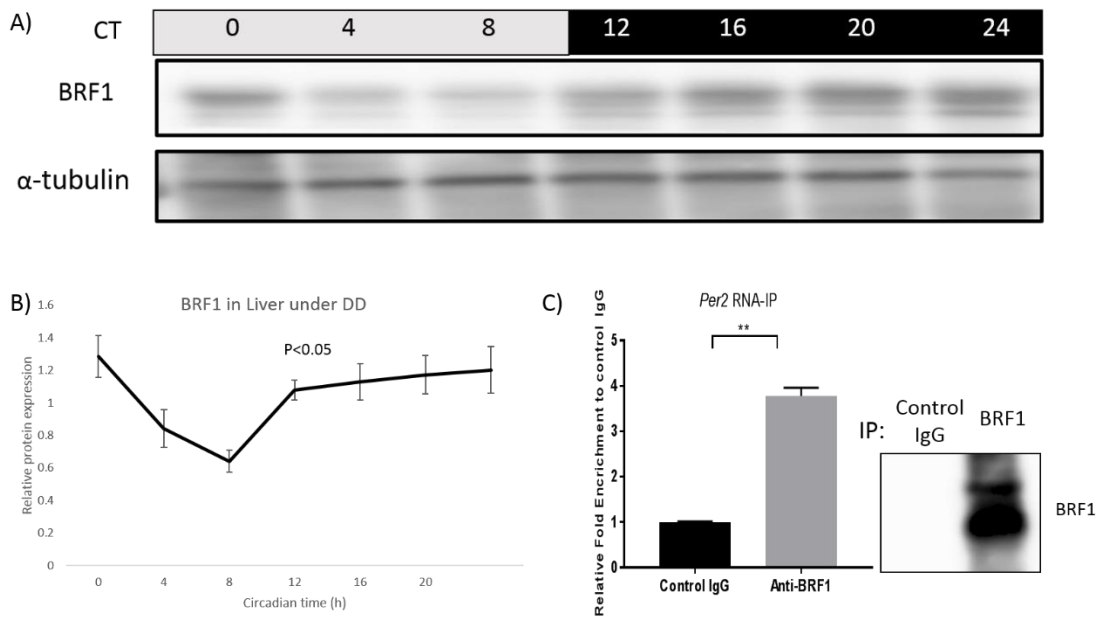 A)
CT 0 4 8 12 16 20 24
BRF1
α-tubulin
B)
BRF1 in Liver under DD
P<0.05
Relative protein expression
1.6
1.4
1.2
1
0.8
0.6
0.4
0.2
0
0 4 8 12 16 20
Circadian time (h)
C)
Per2 RNA-IP
**
Relative Fold Encrichment to control IgG
5
4
3
2
1
0
Control IgG Anti-BRF1
IP:
Control
IgG
BRF1
BRF1